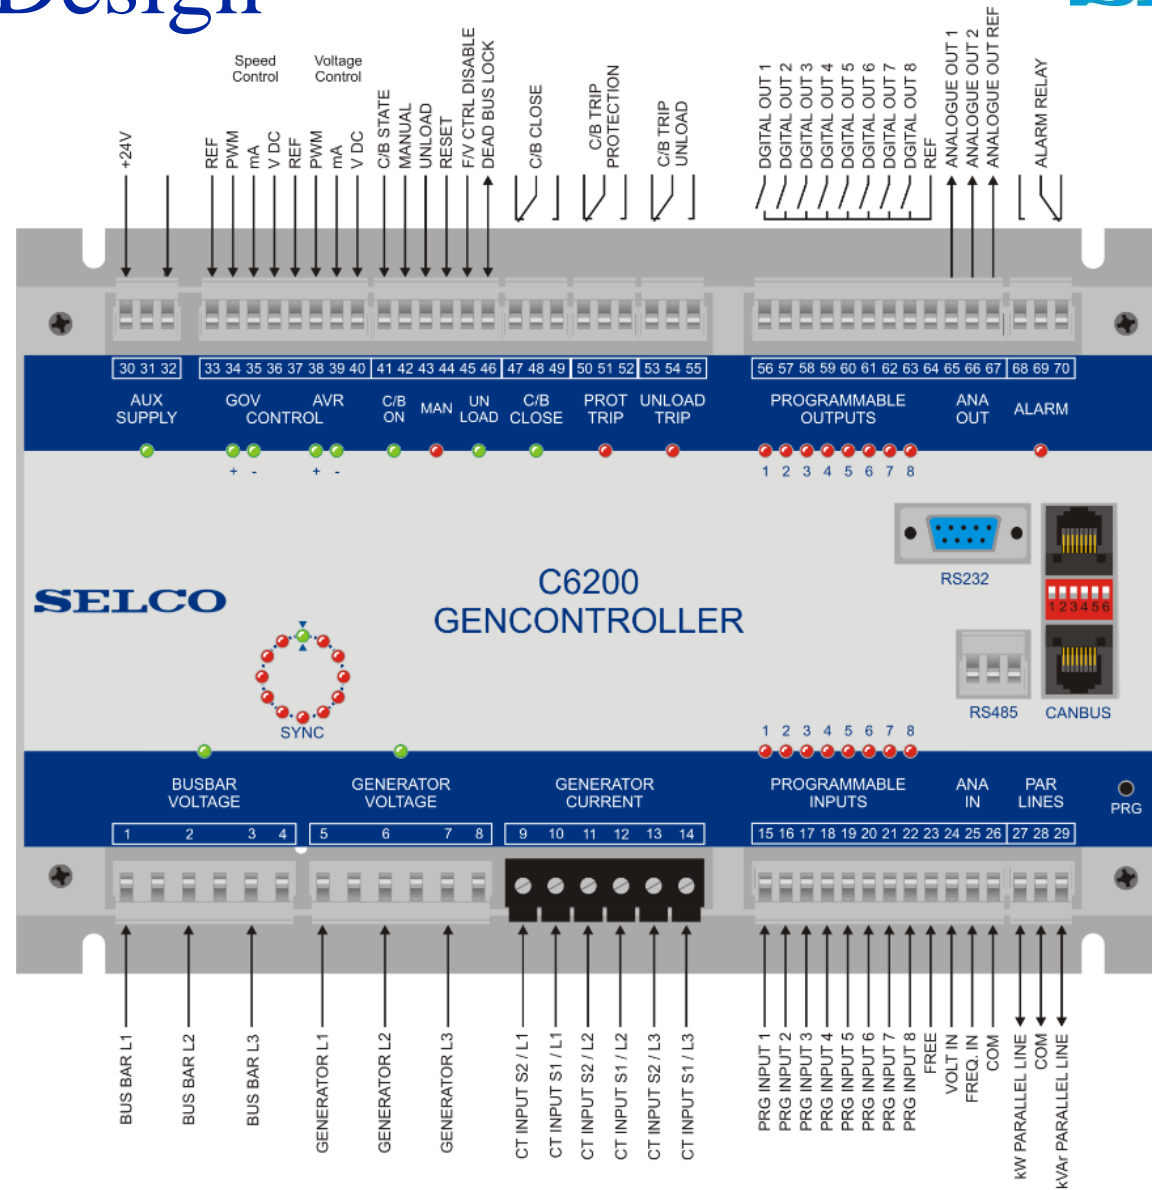 Design
Speed
Control
Voltage
Control
+24V
REF
PWM
mA
V DC
REF
PWM
mA
V DC
C/B STATE
MANUAL
UNLOAD
RESET
F/V CTRL DISABLE
DEAD BUS LOCK
C/B CLOSE
C/B TRIP
PROTECTION
C/B TRIP
UNLOAD
DGITAL OUT 1
DGITAL OUT 2
DGITAL OUT 3
DGITAL OUT 4
DGITAL OUT 5
DGITAL OUT 6
DGITAL OUT 7
DGITAL OUT 8
REF
ANALOGUE OUT 1
ANALOGUE OUT 2
ANALOGUE OUT REF
ALARM RELAY
30 31 32 33 34 35 36 37 38 39 40 41 42 43 44 45 46 47 48 49 50 51 52 53 54 55 56 57 58 59 60 61 62 63 64 65 66 67 68 69 70
AUX
SUPPLY
GOV AVR
CONTROL
C/B
ON
MAN
UN
LOAD
C/B
CLOSE
PROT
TRIP
UNLOAD
TRIP
PROGRAMMABLE
OUTPUTS
ANA
OUT
ALARM
+ - + -
1 2 3 4 5 6 7 8
RS232
1 2 3 4 5 6
SELCO
C6200
GENCONTROLLER
SYNC
RS485
CANBUS
1 2 3 4 5 6 7 8
BUSBAR
VOLTAGE
GENERATOR
VOLTAGE
GENERATOR
CURRENT
PROGRAMMABLE
INPUTS
ANA
IN
PAR
LINES
PRG
1 2 3 4 5 6 7 8 9 10 11 12 13 14 15 16 17 18 19 20 21 22 23 24 25 26 27 28 29
BUS BAR L1
BUS BAR L2
BUS BAR L3
GENERATOR L1
GENERATOR L2
GENERATOR L3
CT INPUT S2 / L1
CT INPUT S1 / L1
CT INPUT S2 / L2
CT INPUT S1 / L2
CT INPUT S2 / L3
CT INPUT S1 / L3
PRG INPUT 1
PRG INPUT 2
PRG INPUT 3
PRG INPUT 4
PRG INPUT 5
PRG INPUT 6
PRG INPUT 7
PRG INPUT 8
FREE
VOLT IN
FREQ. IN
COM
kW PARALLEL LINE
COM
kVAr PARALLEL LINE